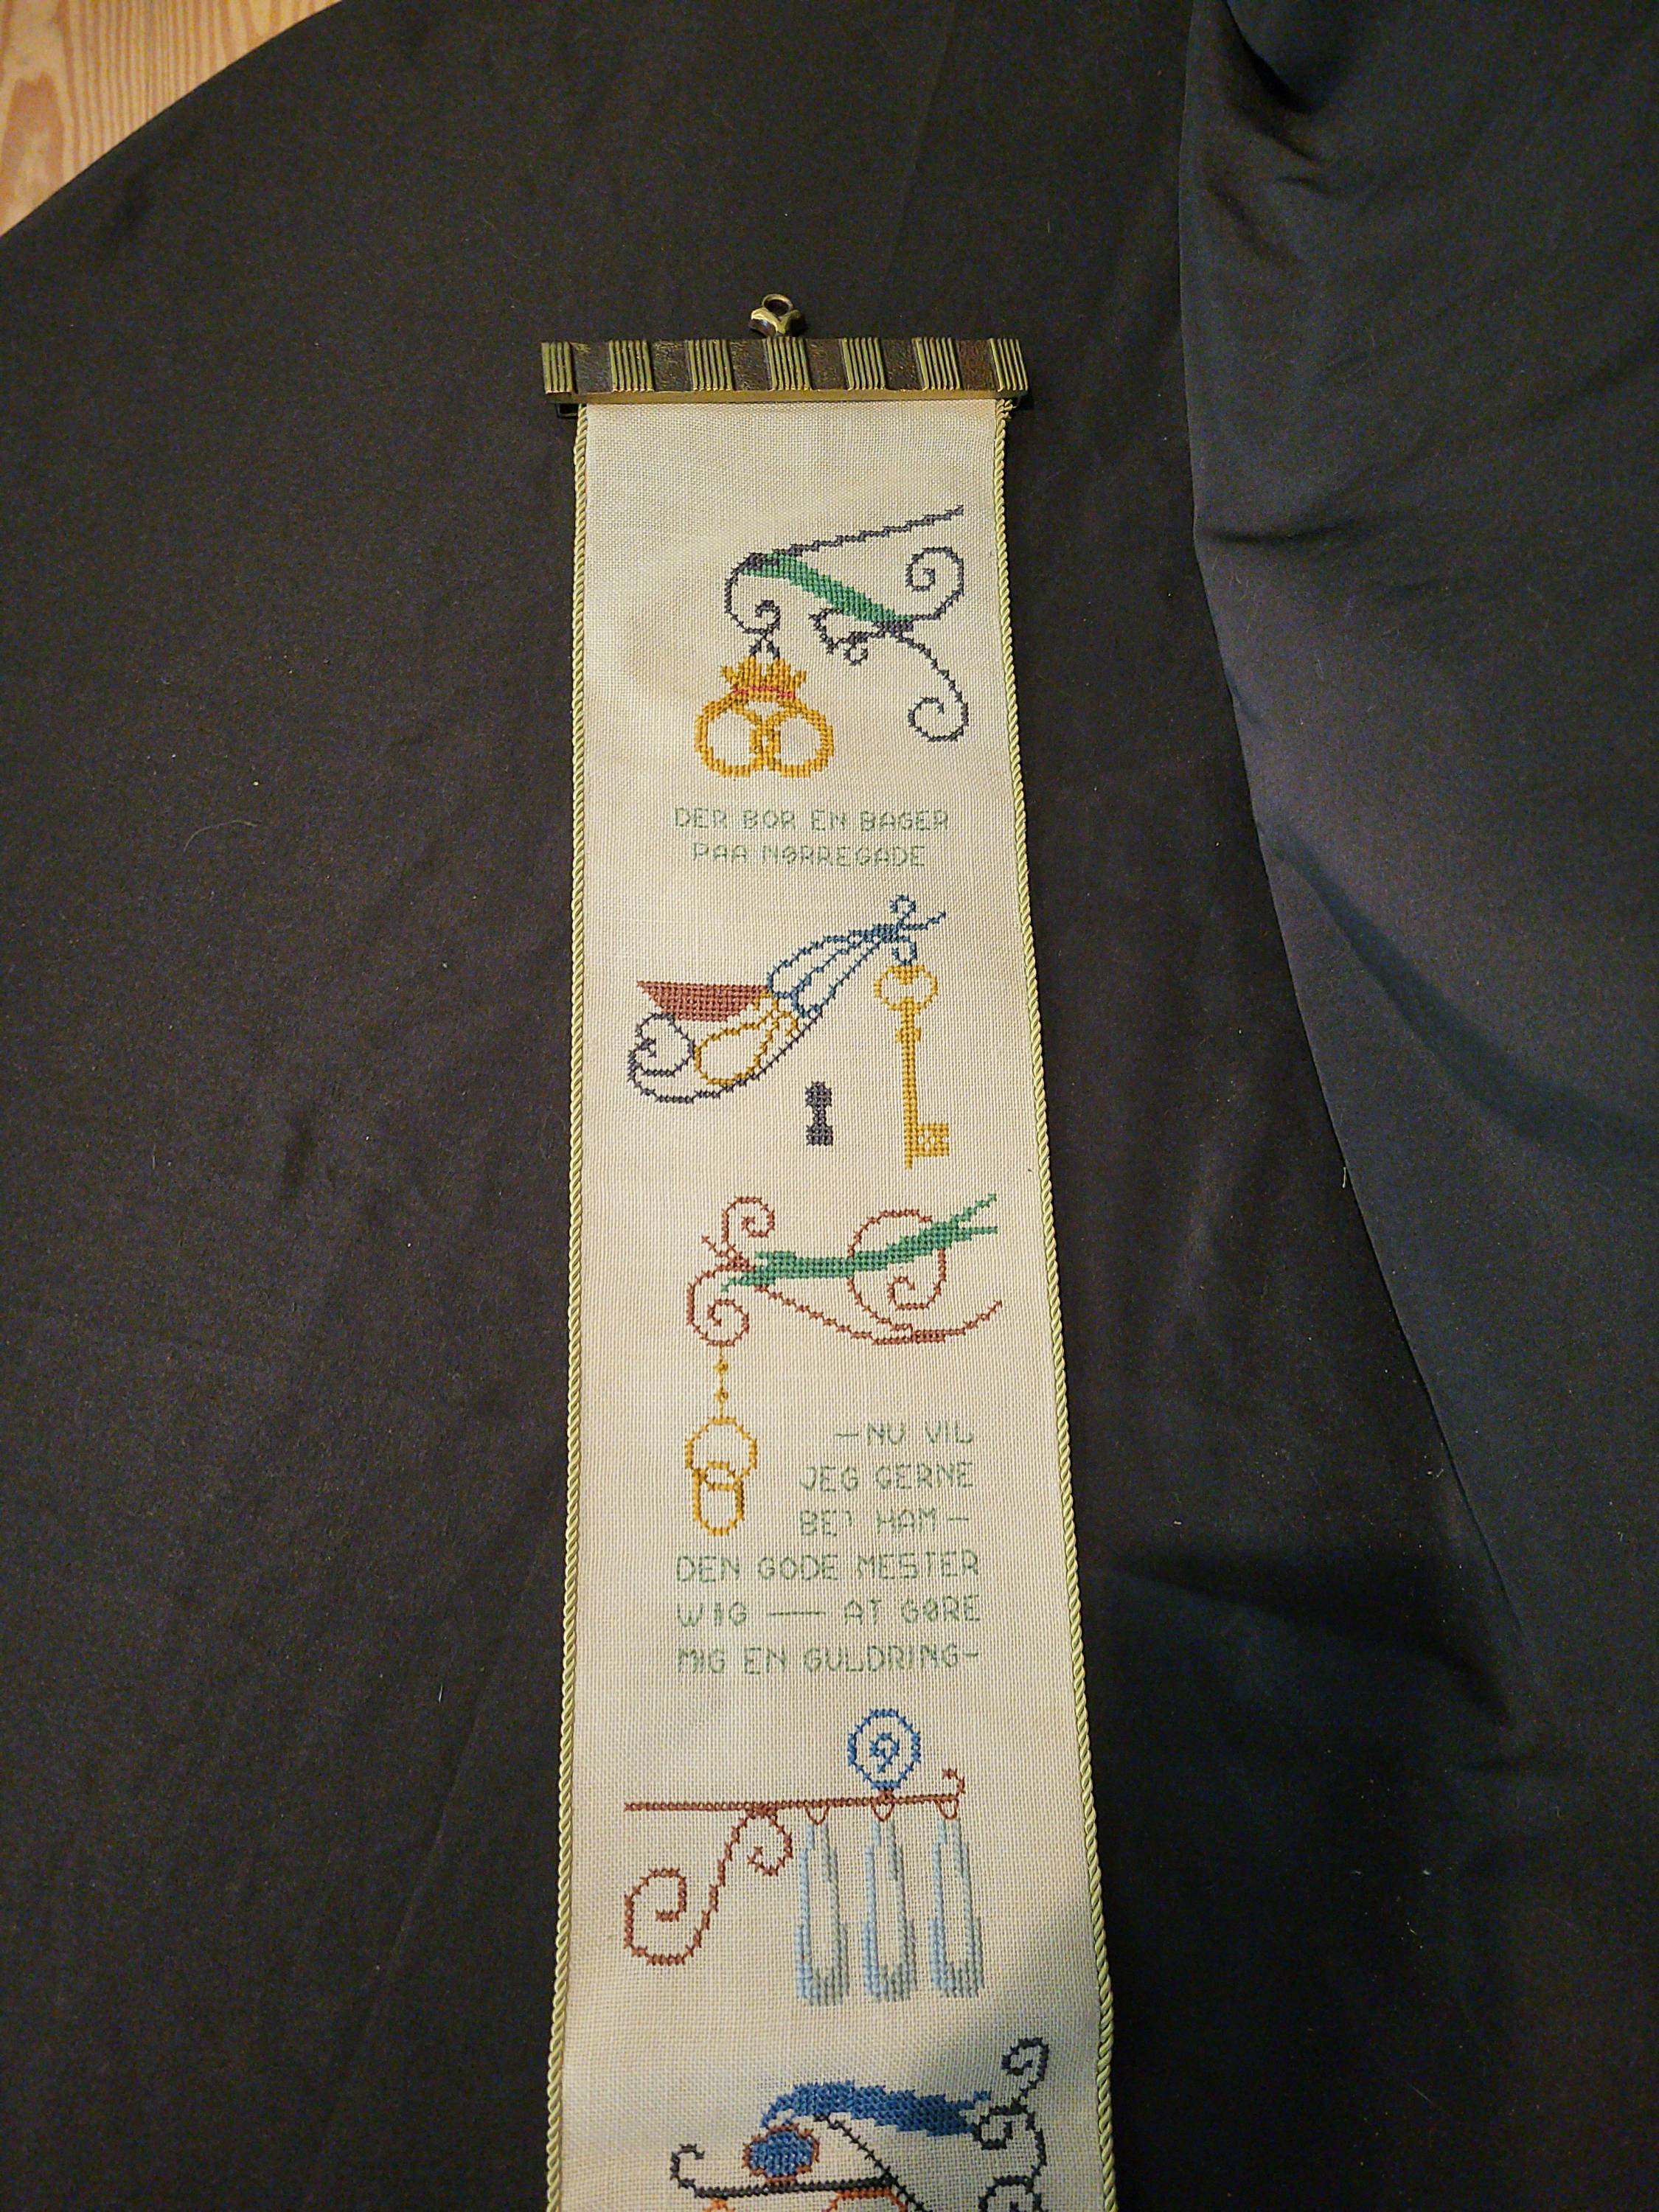 DER BOR EN BAGER
PAA NØRREGADE
—NU VIL
JEG GERNE
BE' HAM—
DEN GODE MESTER
WIIG —— AT GØRE
MIG EN GULDRING—